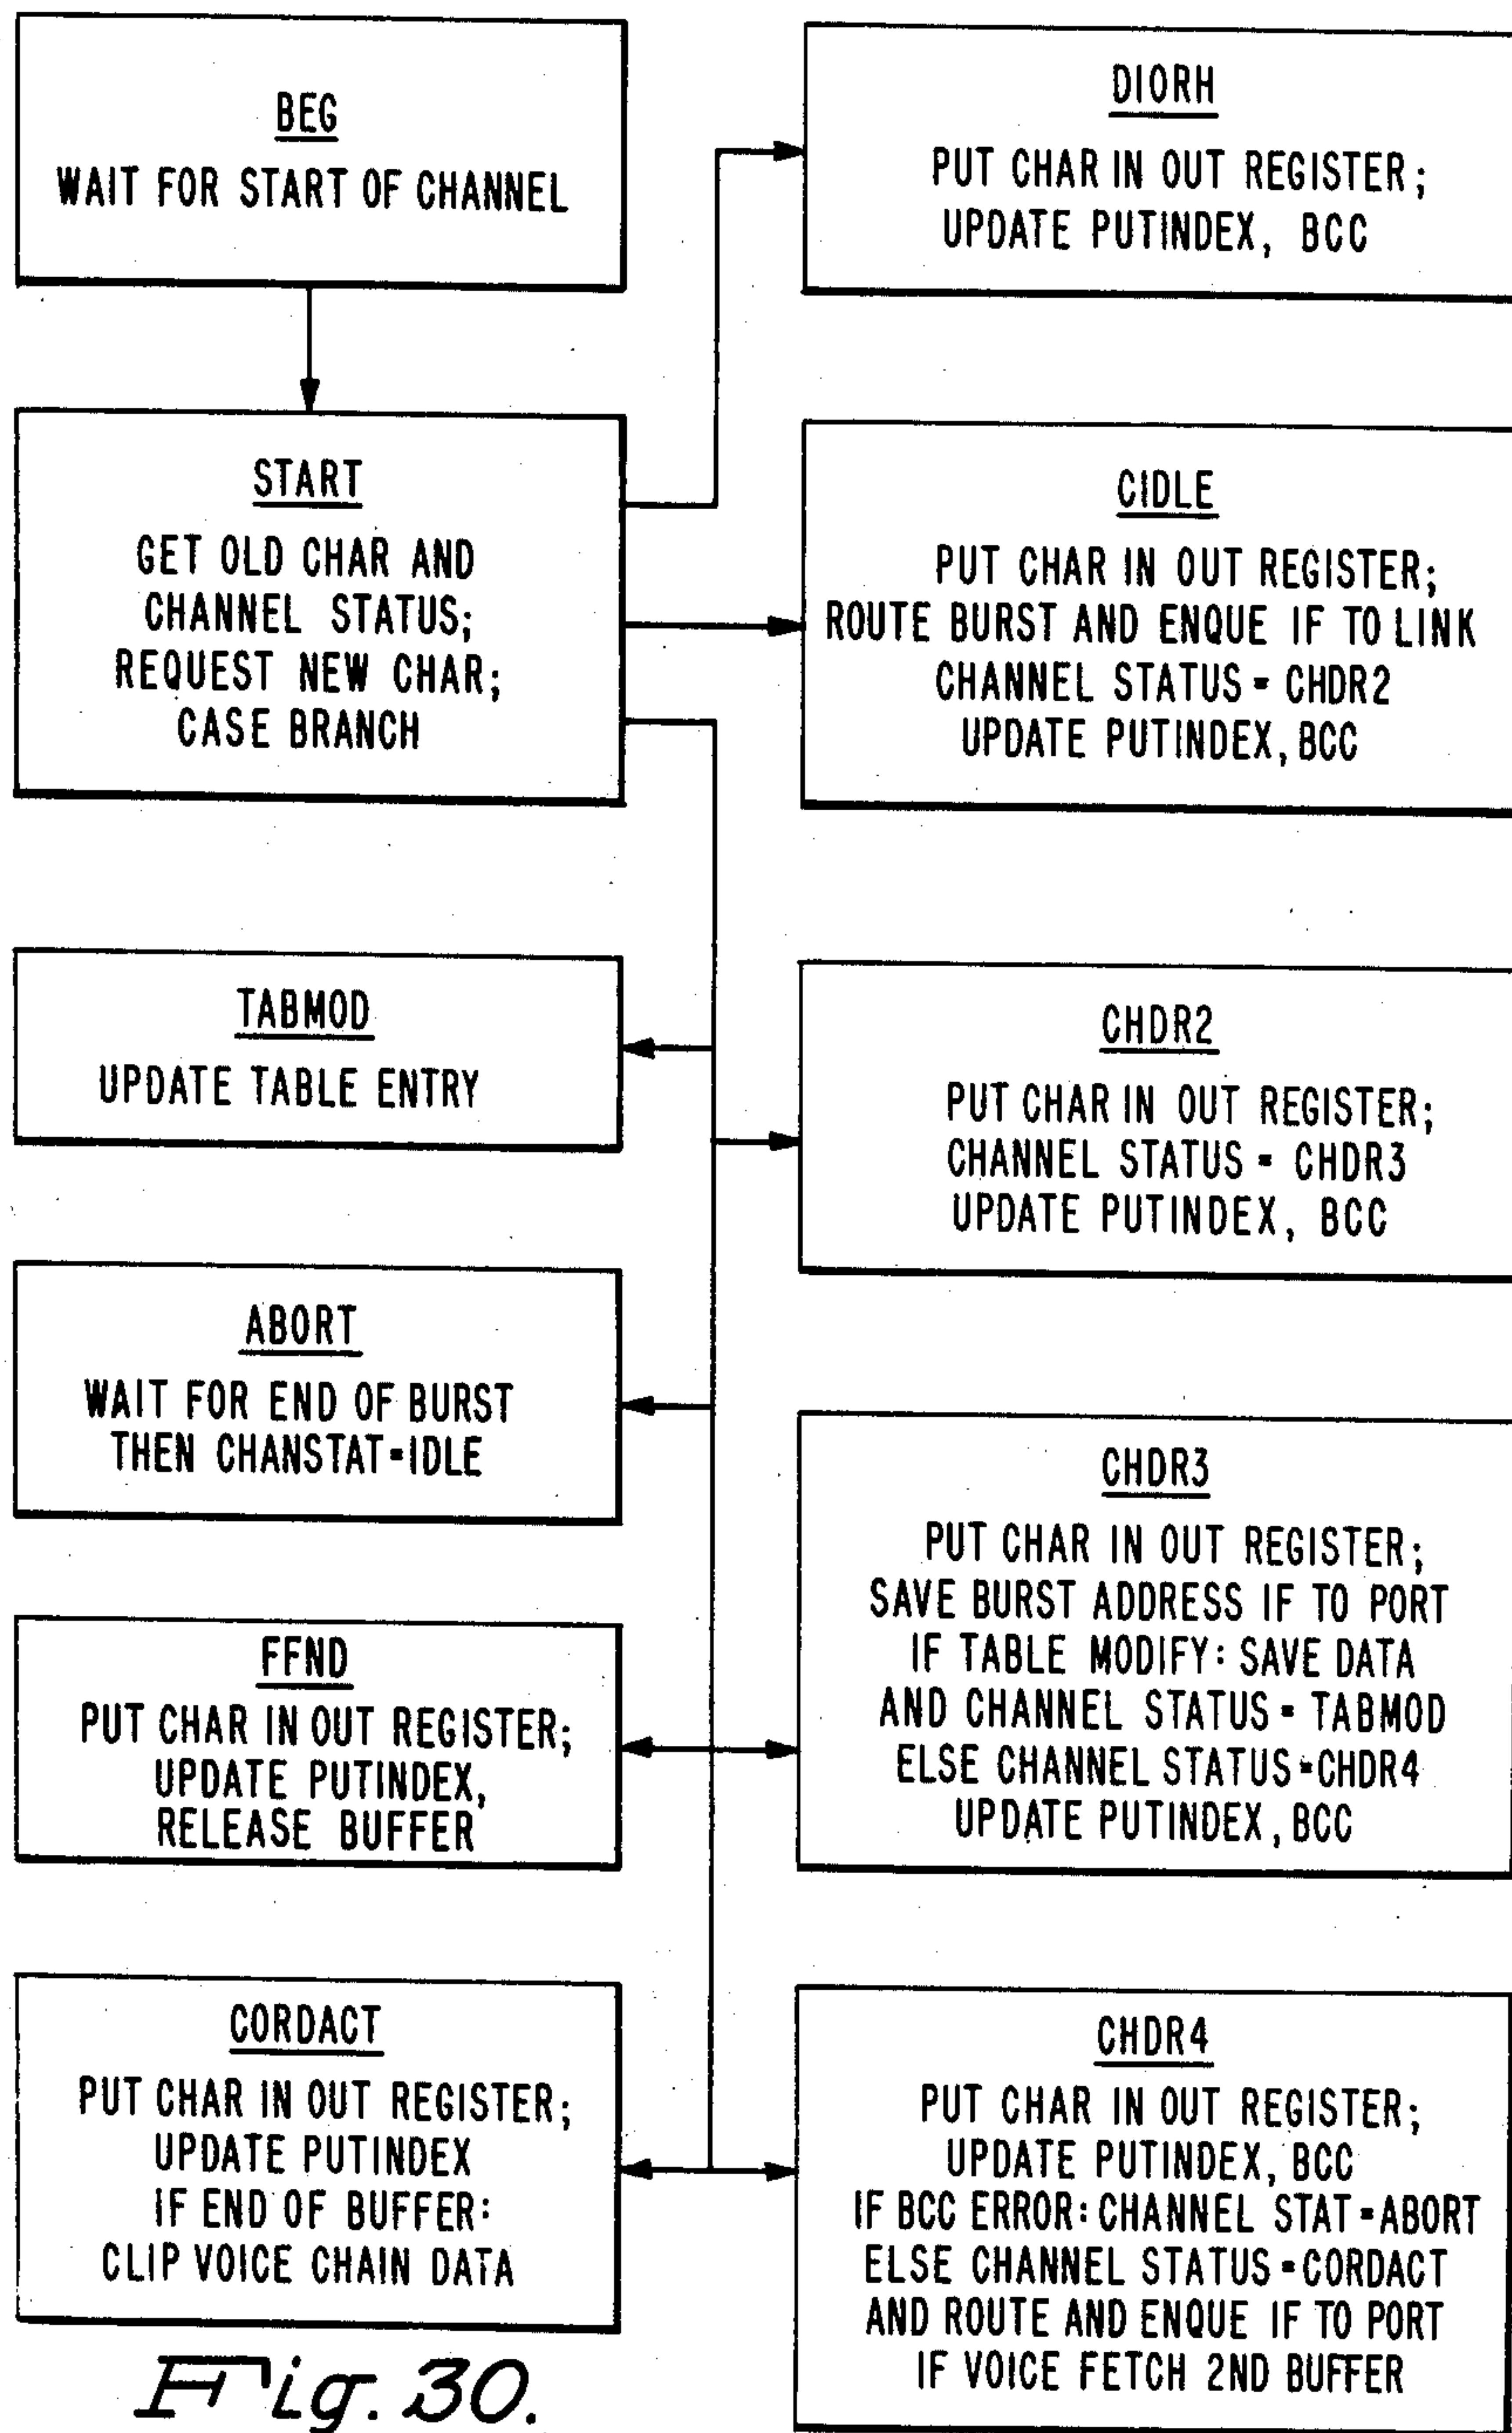 BEG
WAIT FOR START OF CHANNEL
START
GET OLD CHAR AND
CHANNEL STATUS;
REQUEST NEW CHAR;
CASE BRANCH
DIORH
PUT CHAR IN OUT REGISTER;
UPDATE PUTINDEX, BCC
CIDLE
PUT CHAR IN OUT REGISTER;
ROUTE BURST AND ENQUE IF TO LINK
CHANNEL STATUS = CHDR2
UPDATE PUTINDEX, BCC
TABMOD
UPDATE TABLE ENTRY
CHDR2
PUT CHAR IN OUT REGISTER;
CHANNEL STATUS = CHDR3
UPDATE PUTINDEX, BCC
ABORT
WAIT FOR END OF BURST
THEN CHANSTAT=IDLE
CHDR3
PUT CHAR IN OUT REGISTER;
SAVE BURST ADDRESS IF TO PORT
IF TABLE MODIFY: SAVE DATA
AND CHANNEL STATUS = TABMOD
ELSE CHANNEL STATUS=CHDR4
UPDATE PUTINDEX, BCC
FFND
PUT CHAR IN OUT REGISTER;
UPDATE PUTINDEX,
RELEASE BUFFER
CORDACT
PUT CHAR IN OUT REGISTER;
UPDATE PUTINDEX
IF END OF BUFFER:
CLIP VOICE CHAIN DATA
CHDR4
PUT CHAR IN OUT REGISTER;
UPDATE PUTINDEX, BCC
IF BCC ERROR: CHANNEL STAT=ABORT
ELSE CHANNEL STATUS=CORDACT
AND ROUTE AND ENQUE IF TO PORT
IF VOICE FETCH 2ND BUFFER
Fig. 30.